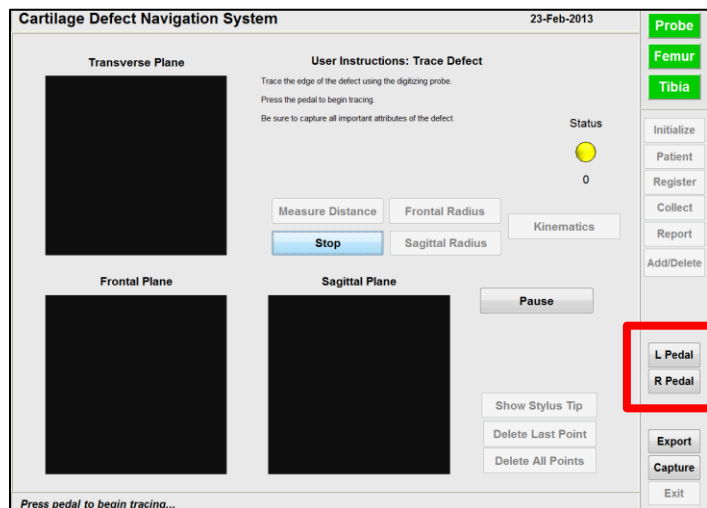 Cartilage Defect Navigation System
23-Feb-2013
Probe
Femur
Tibia
Transverse Plane
User Instructions: Trace Defect
Trace the edge of the defect using the digitizing probe.
Press the pedal to begin tracing.
Be sure to capture all important attributes of the defect.
Status
0
Initialize
Patient
Register
Collect
Report
Add/Delete
Measure Distance
Frontal Radius
Kinematics
Stop
Sagittal Radius
Frontal Plane
Sagittal Plane
Pause
L Pedal
R Pedal
Show Stylus Tip
Delete Last Point
Delete All Points
Export
Capture
Exit
Press pedal to begin tracing...